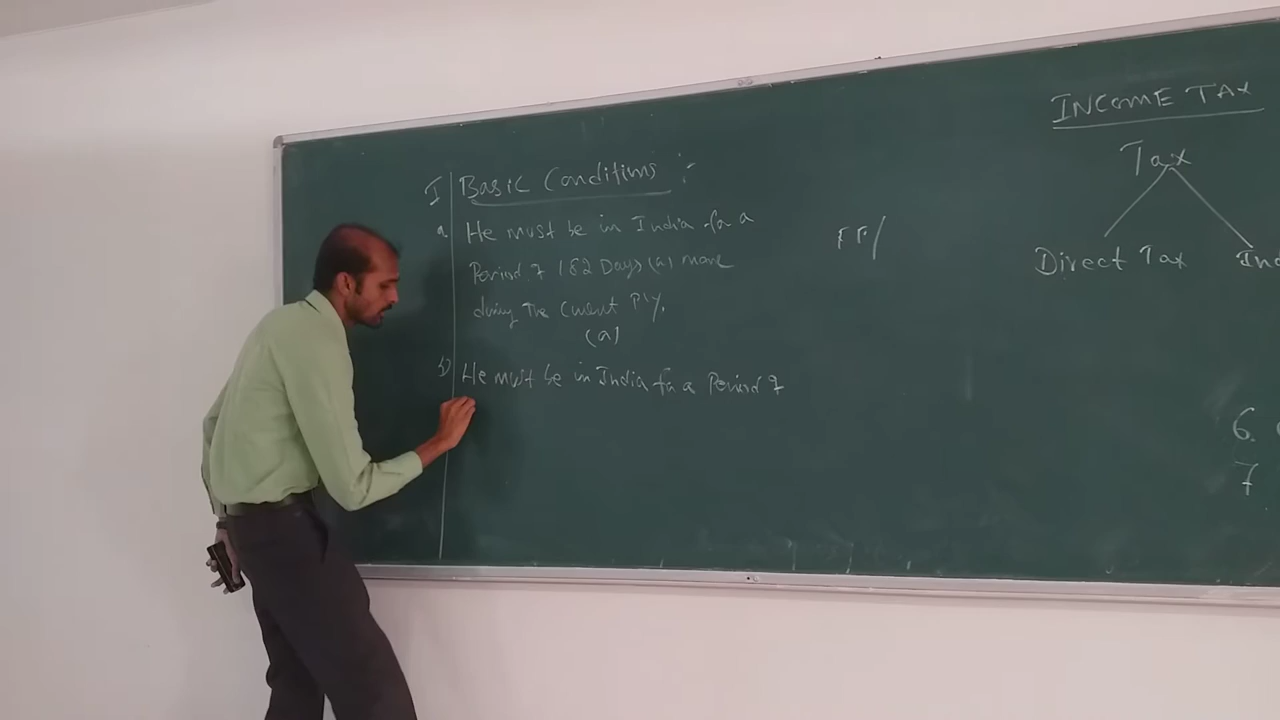 I Basic Conditions :-
a. He must be in India for a
Period of 182 Days (or) more
during the Current P/y.
(or)
b) He must be in India for a Period of
INCOME TAX
Tax
Direct Tax
Ind
6.
7